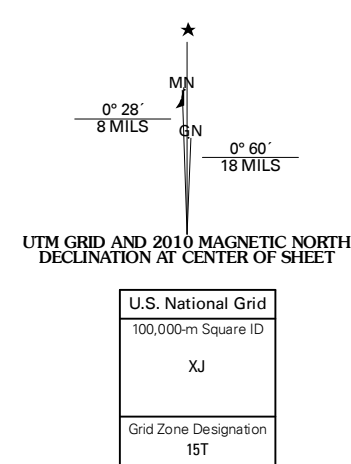 MN
0° 28´
8 MILS
GN
0° 60´
18 MILS
UTM GRID AND 2010 MAGNETIC NORTH
DECLINATION AT CENTER OF SHEET
U.S. National Grid
100,000-m Square ID
XJ
Grid Zone Designation
15T